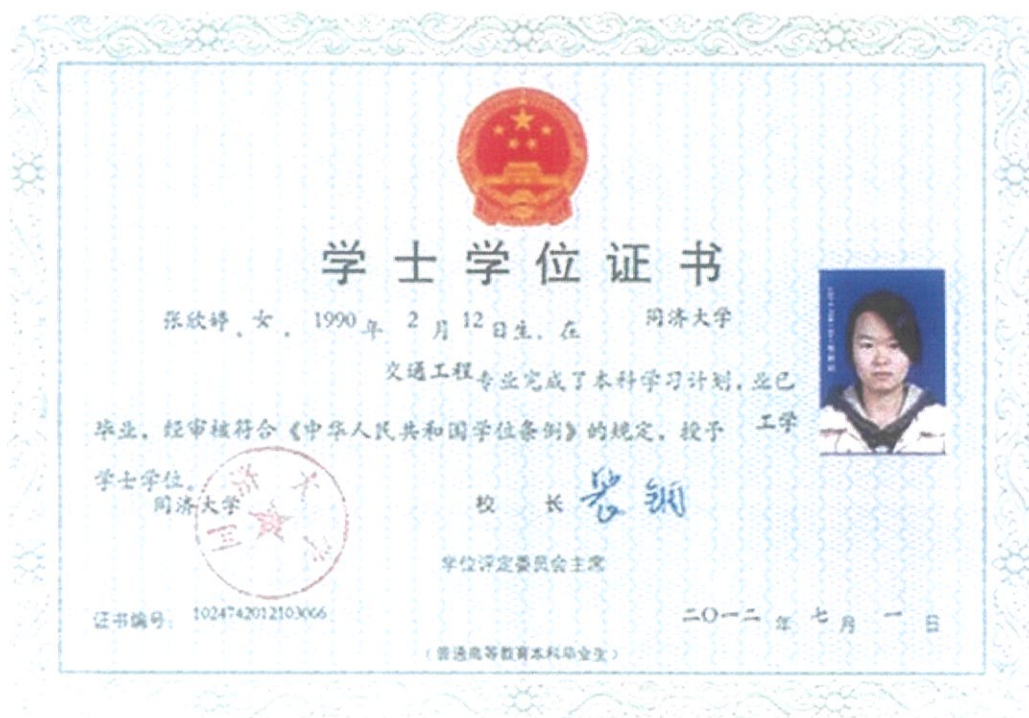 学士学位证书
张欣婷，女，1990年2月12日生。在 同济大学
交通工程专业完成了本科学习计划，业已
毕业，经审核符合《中华人民共和国学位条例》的规定，授予 工学
学士学位。
同济大学
校 长 裴钢
学位评定委员会主席
证书编号：1024742012103066
二〇一二年 七月 一日
（普通高等教育本科毕业生）